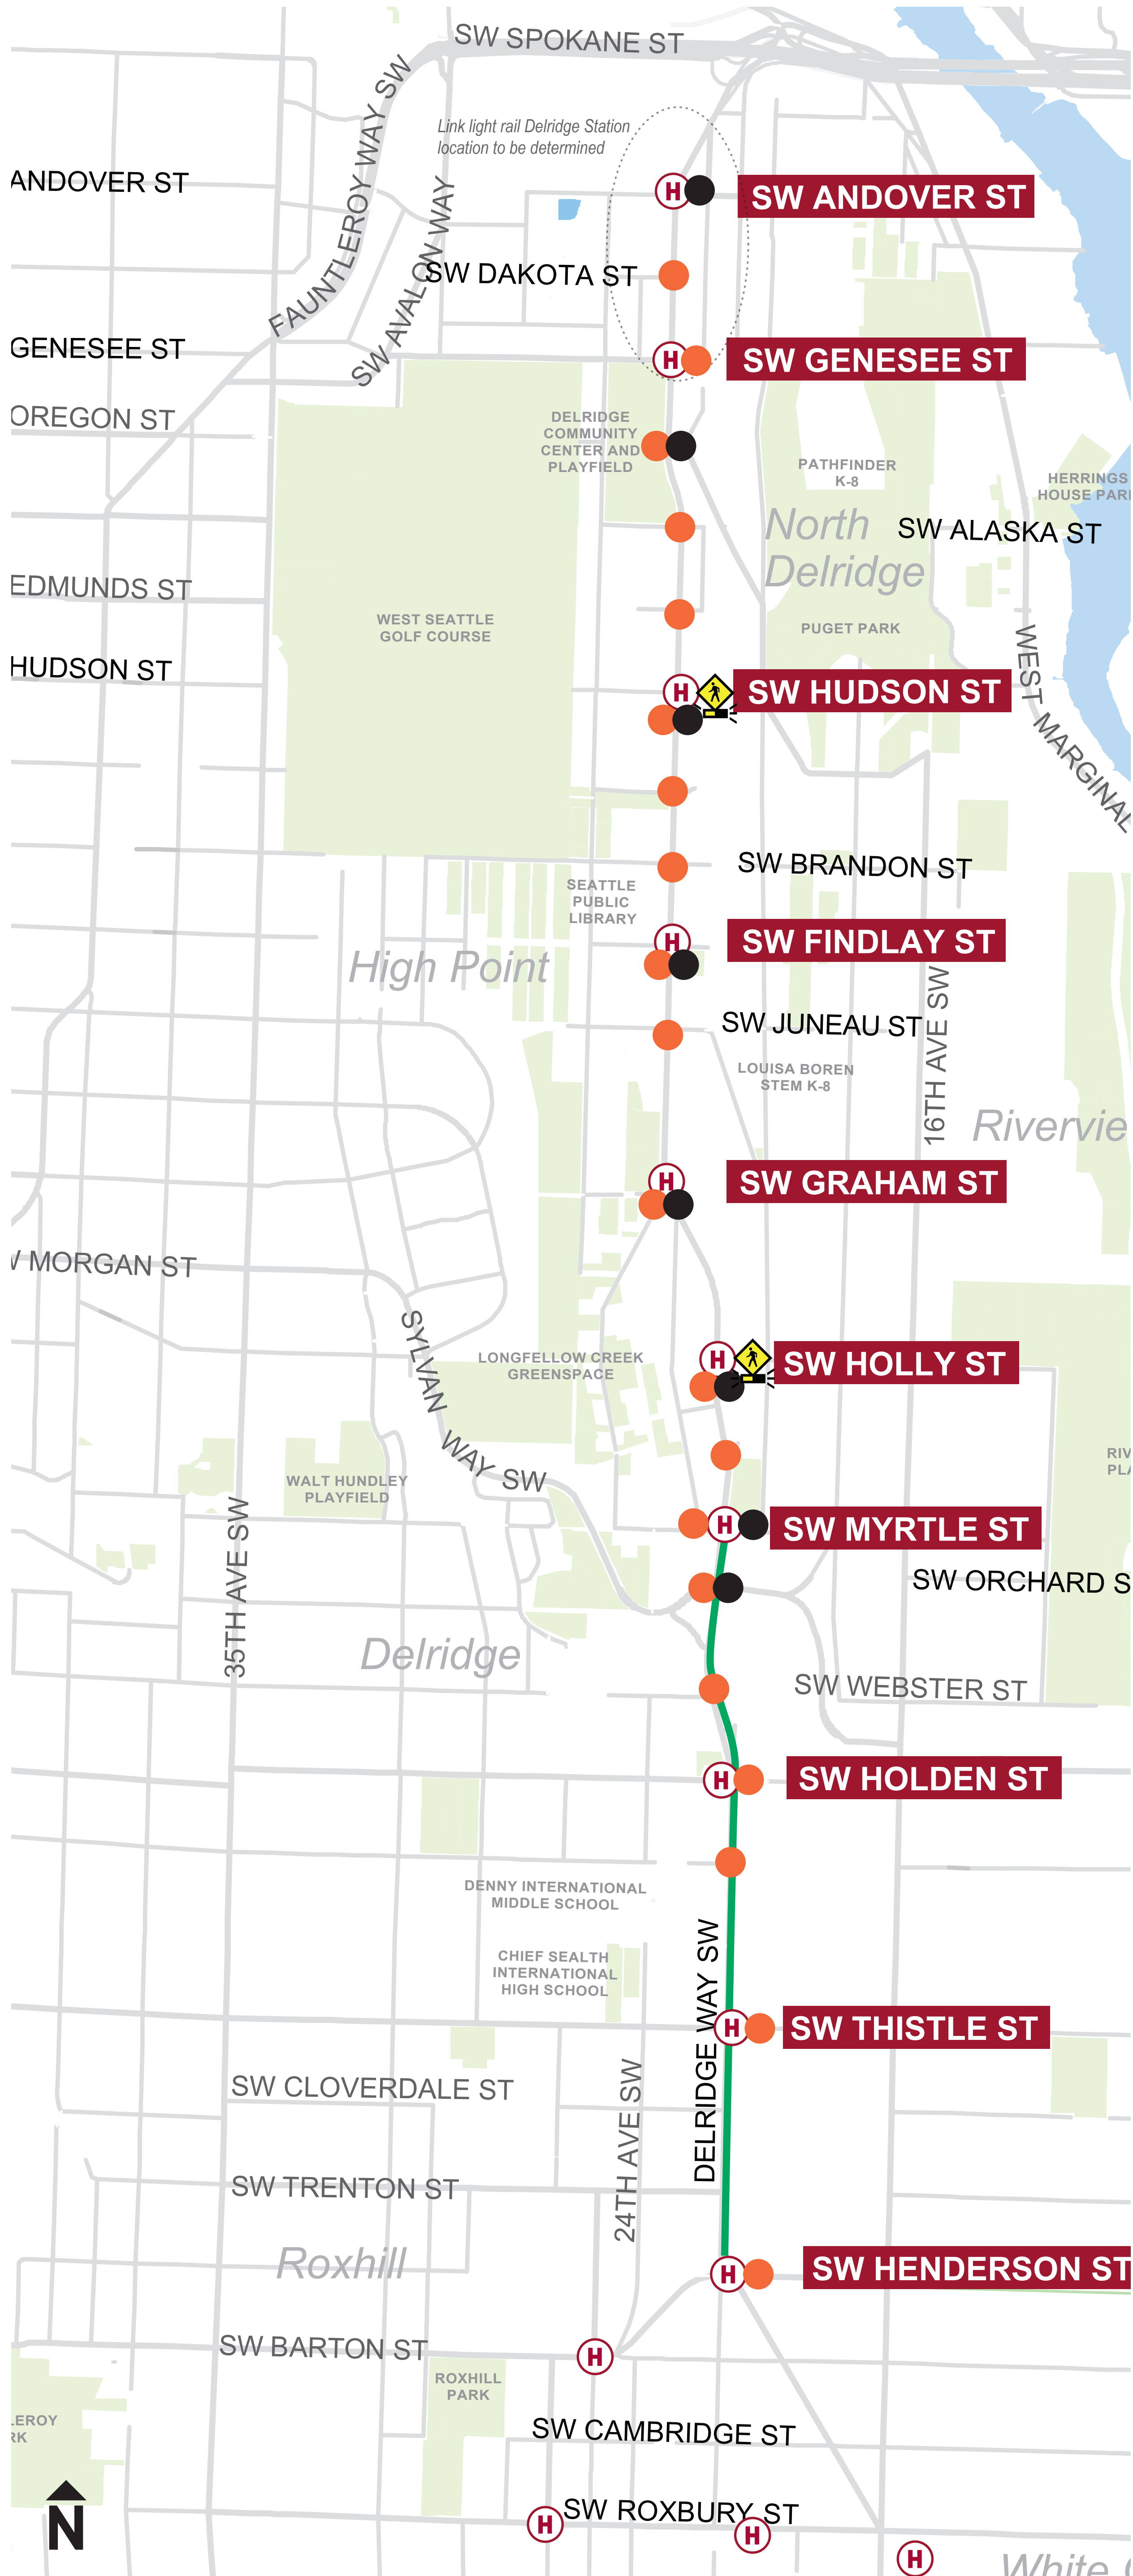 SW SPOKANE ST
FAUNTLEROY WAY SW
Link light rail Delridge Station
location to be determined
ANDOVER ST
H
SW ANDOVER ST
SW AVALON WAY
SW DAKOTA ST
GENESEE ST
H
SW GENESEE ST
OREGON ST
DELRIDGE
COMMUNITY
CENTER AND
PLAYFIELD
PATHFINDER
K-8
HERRINGS
HOUSE PARK
North
Delridge
SW ALASKA ST
EDMUNDS ST
WEST SEATTLE
GOLF COURSE
PUGET PARK
HUDSON ST
H
SW HUDSON ST
WEST MARGINAL
SW BRANDON ST
SEATTLE
PUBLIC
LIBRARY
H
SW FINDLAY ST
High Point
SW JUNEAU ST
16TH AVE SW
LOUISA BOREN
STEM K-8
Rivervie
H
SW GRAHAM ST
MORGAN ST
SYLVAN WAY SW
LONGFELLOW CREEK
GREENSPACE
H
SW HOLLY ST
RIV
PLA
WALT HUNDLEY
PLAYFIELD
35TH AVE SW
H
SW MYRTLE ST
SW ORCHARD S
Delridge
SW WEBSTER ST
H
SW HOLDEN ST
DENNY INTERNATIONAL
MIDDLE SCHOOL
CHIEF SEALTH
INTERNATIONAL
HIGH SCHOOL
DELRIDGE WAY SW
H
SW THISTLE ST
SW CLOVERDALE ST
24TH AVE SW
SW TRENTON ST
Roxhill
H
SW HENDERSON ST
SW BARTON ST
H
ROXHILL
PARK
LEROY
RK
SW CAMBRIDGE ST
N
H
SW ROXBURY ST
H
H
White